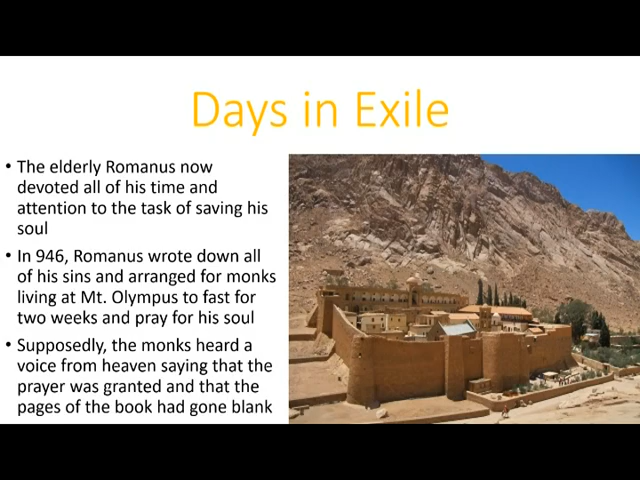 Days in Exile
• The elderly Romanus now
devoted all of his time and
attention to the task of saving his
soul
• In 946, Romanus wrote down all
of his sins and arranged for monks
living at Mt. Olympus to fast for
two weeks and pray for his soul
• Supposedly, the monks heard a
voice from heaven saying that the
prayer was granted and that the
pages of the book had gone blank